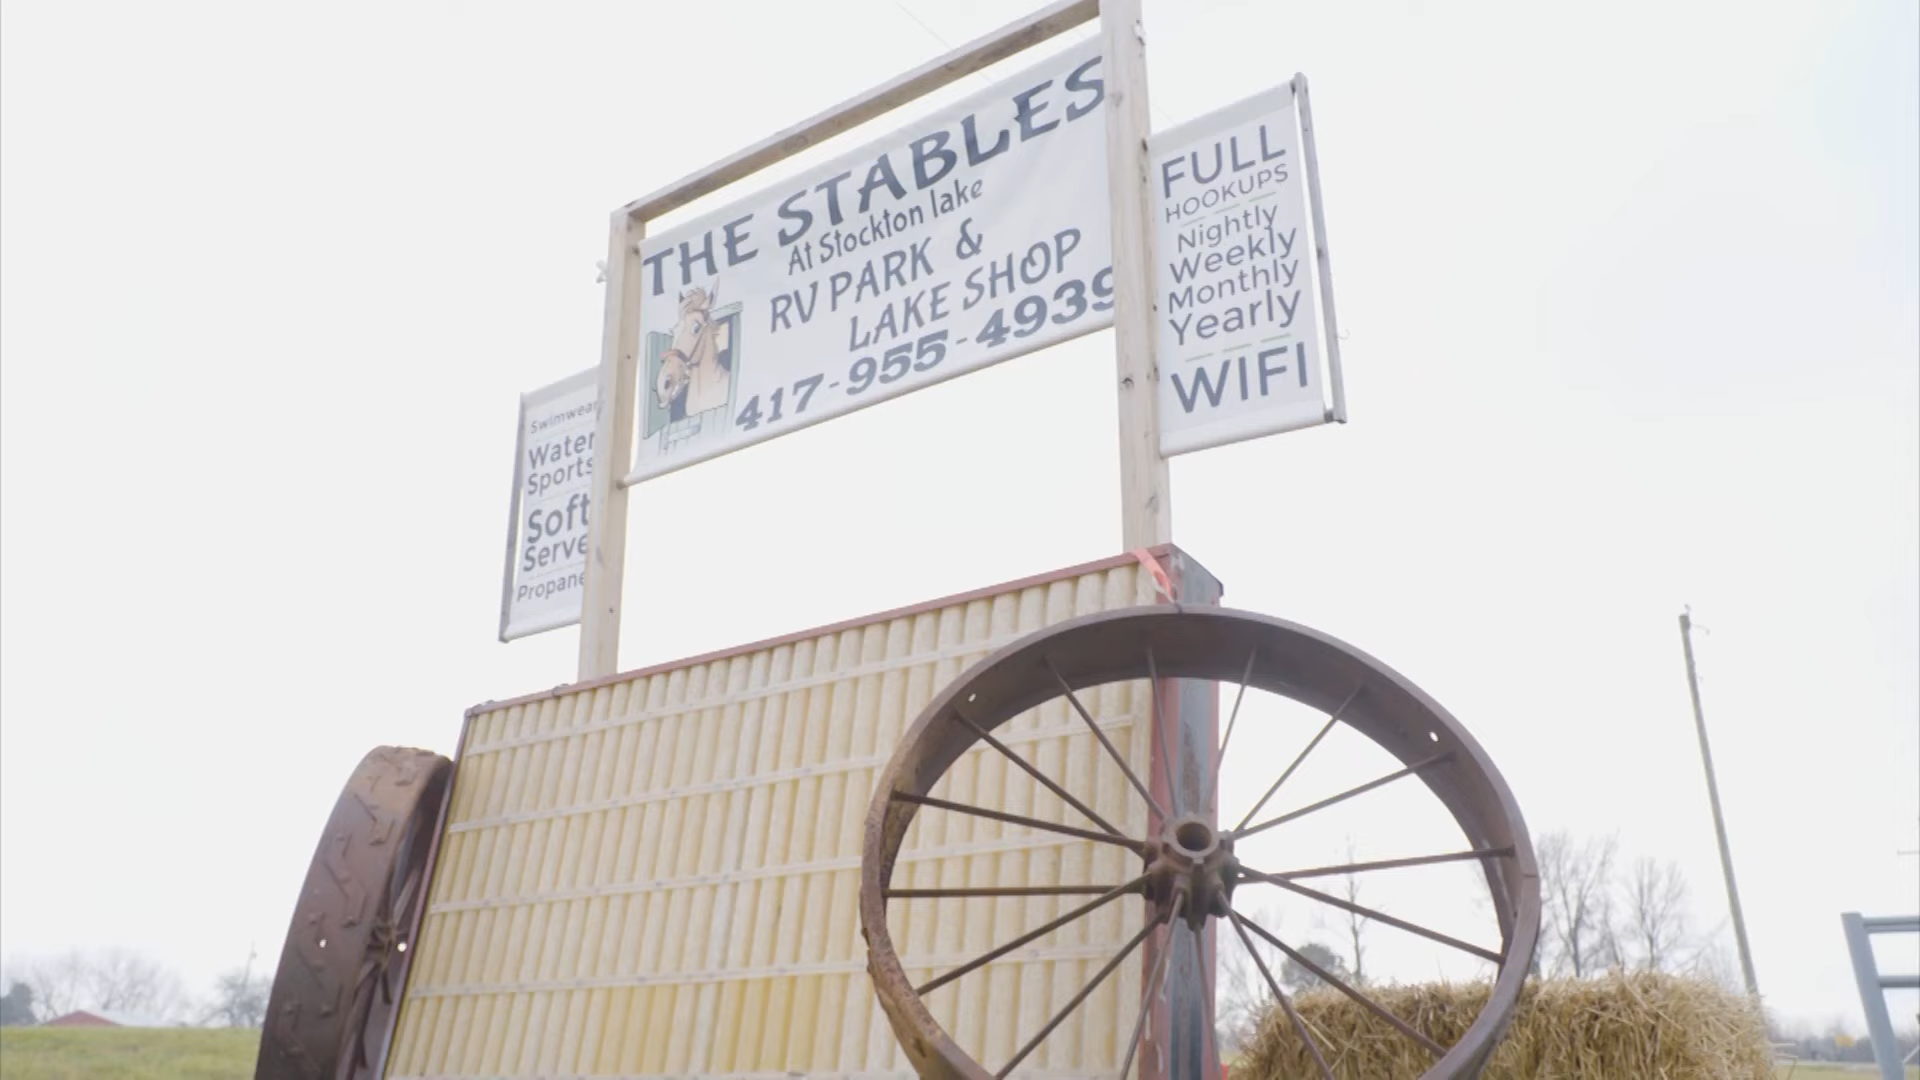 THE STABLES
At Stockton lake
RV PARK &
LAKE SHOP
417-955-4939
FULL
HOOKUPS
Nightly
Weekly
Monthly
Yearly
WIFI
Swimwear
Water
Sports
Soft
Serve
Propane